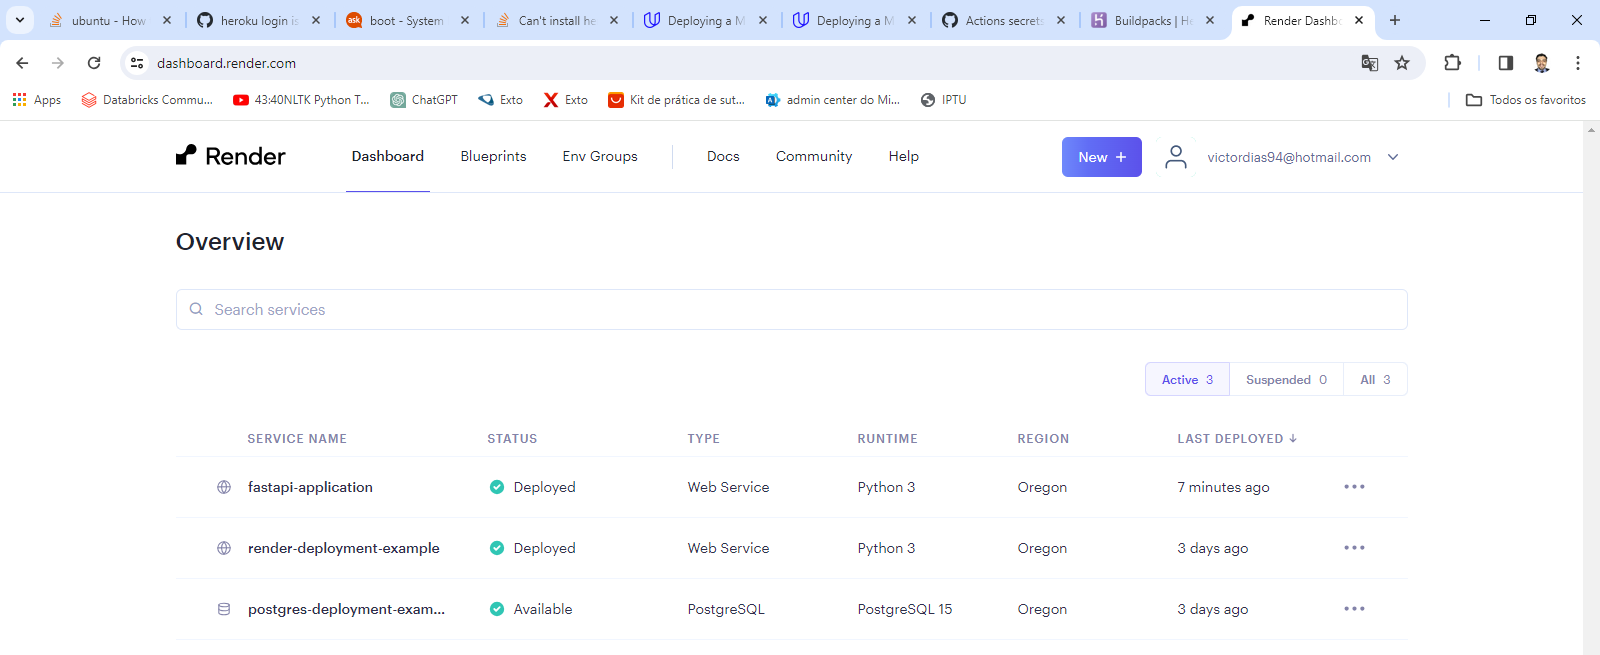 ubuntu - How
heroku login is
boot - System
Can't install he
Deploying a M
Deploying a M
Actions secrets
Buildpacks | He
Render Dashbo
dashboard.render.com
Apps
Databricks Commu...
43:40NLTK Python T...
ChatGPT
Exto
Exto
Kit de prática de sut...
admin center do Mi...
IPTU
Todos os favoritos
Render
Dashboard
Blueprints
Env Groups
Docs
Community
Help
New +
victordias94@hotmail.com
Overview
Search services
Active 3
Suspended 0
All 3
SERVICE NAME STATUS TYPE RUNTIME REGION LAST DEPLOYED ↓
fastapi-application Deployed Web Service Python 3 Oregon 7 minutes ago
render-deployment-example Deployed Web Service Python 3 Oregon 3 days ago
postgres-deployment-exam... Available PostgreSQL PostgreSQL 15 Oregon 3 days ago